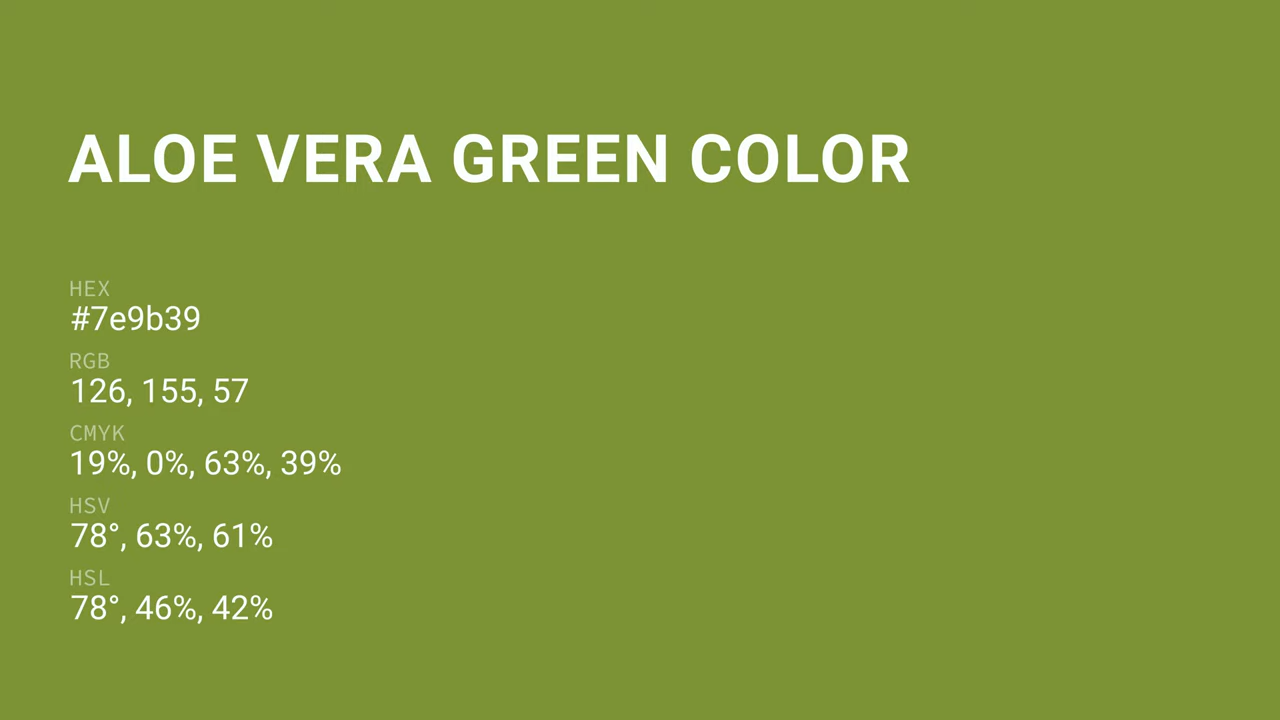 ALOE VERA GREEN COLOR
HEX
#7e9b39
RGB
126, 155, 57
CMYK
19%, 0%, 63%, 39%
HSV
78°, 63%, 61%
HSL
78°, 46%, 42%